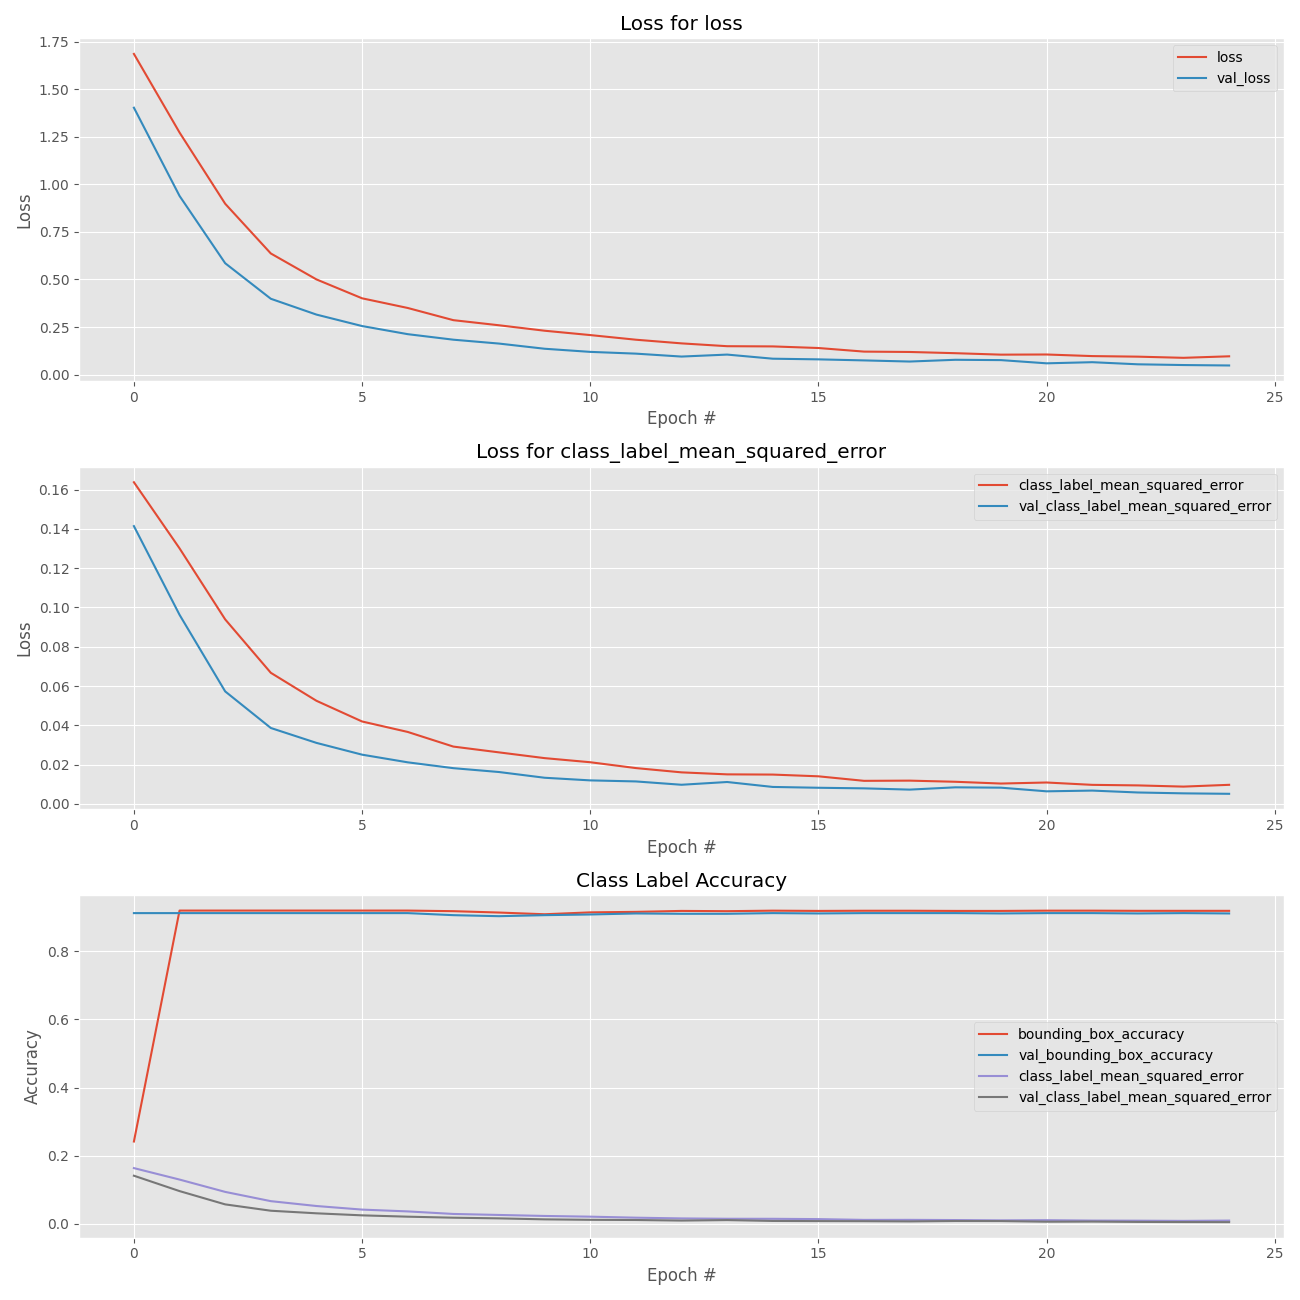 Loss for loss
1.75
1.50
1.25
1.00
0.75
0.50
0.25
0.00
Loss
loss
val_loss
0 5 10 15 20 25
Epoch #
Loss for class_label_mean_squared_error
0.16
0.14
0.12
0.10
0.08
0.06
0.04
0.02
0.00
Loss
class_label_mean_squared_error
val_class_label_mean_squared_error
0 5 10 15 20 25
Epoch #
Class Label Accuracy
0.8
0.6
0.4
0.2
0.0
Accuracy
bounding_box_accuracy
val_bounding_box_accuracy
class_label_mean_squared_error
val_class_label_mean_squared_error
0 5 10 15 20 25
Epoch #